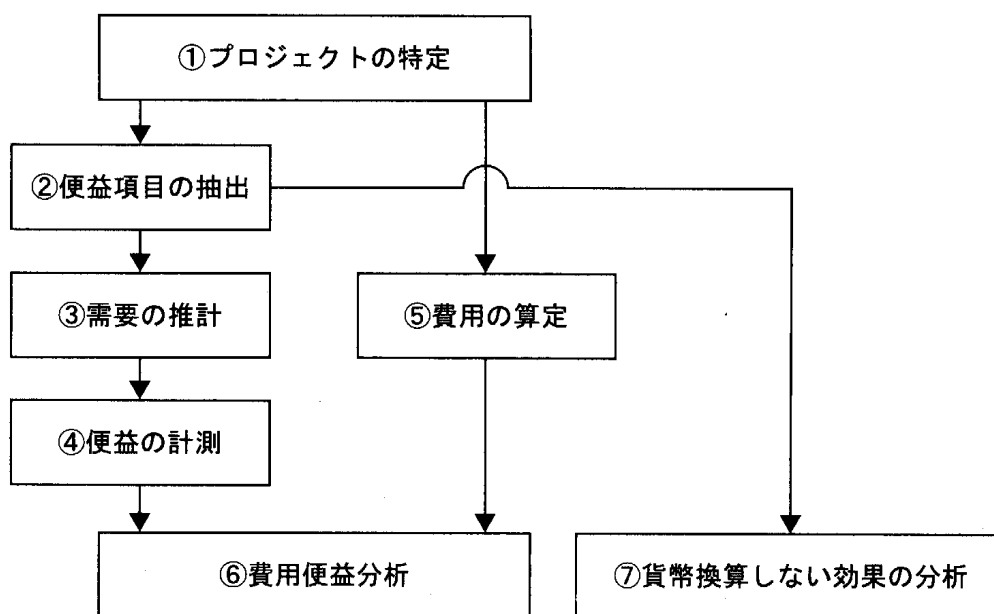 ①プロジェクトの特定
②便益項目の抽出
③需要の推計
⑤費用の算定
④便益の計測
⑥費用便益分析
⑦貨幣換算しない効果の分析